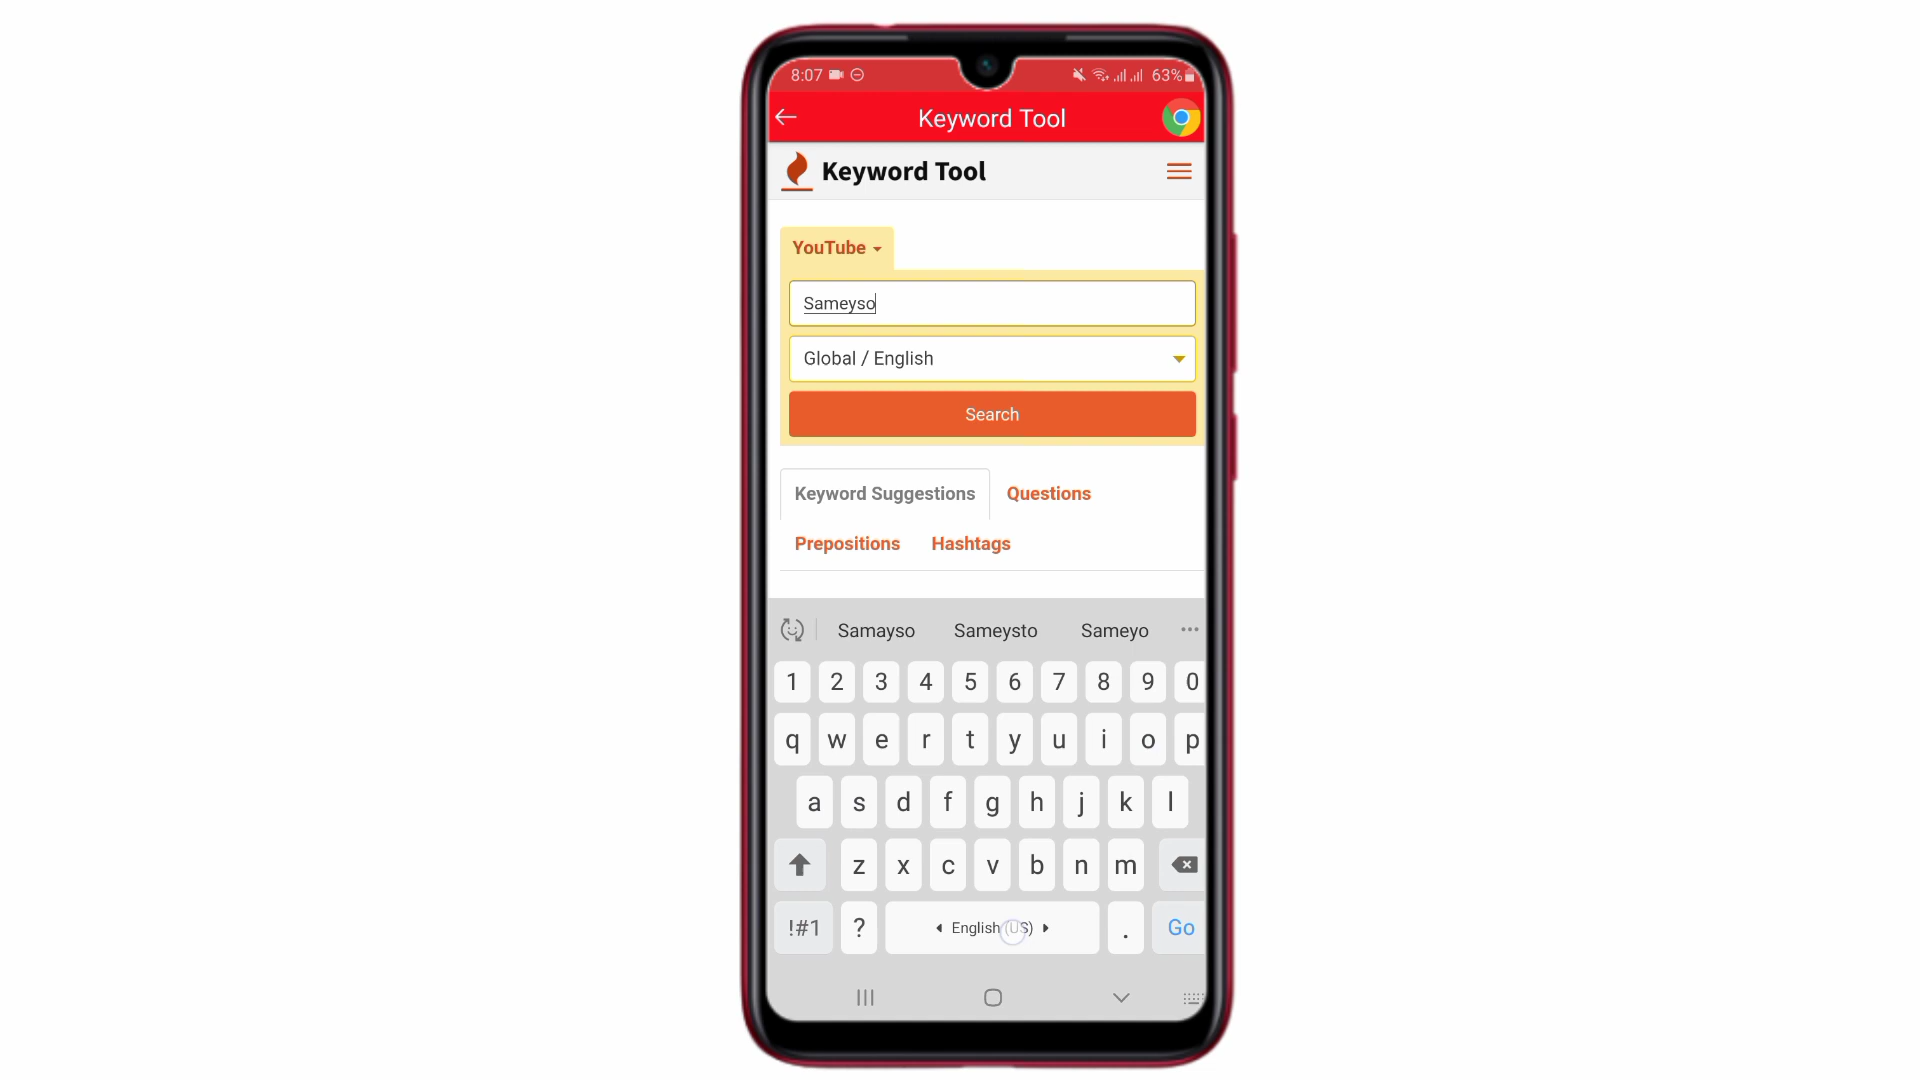 8:07 63%
Keyword Tool
Keyword Tool
YouTube
Sameyso
Global / English
Search
Keyword Suggestions Questions
Prepositions Hashtags
Samayso Sameysto Sameyo
1 2 3 4 5 6 7 8 9 0
q w e r t y u i o p
a s d f g h j k l
z x c v b n m
!#1 ? English (US) . Go